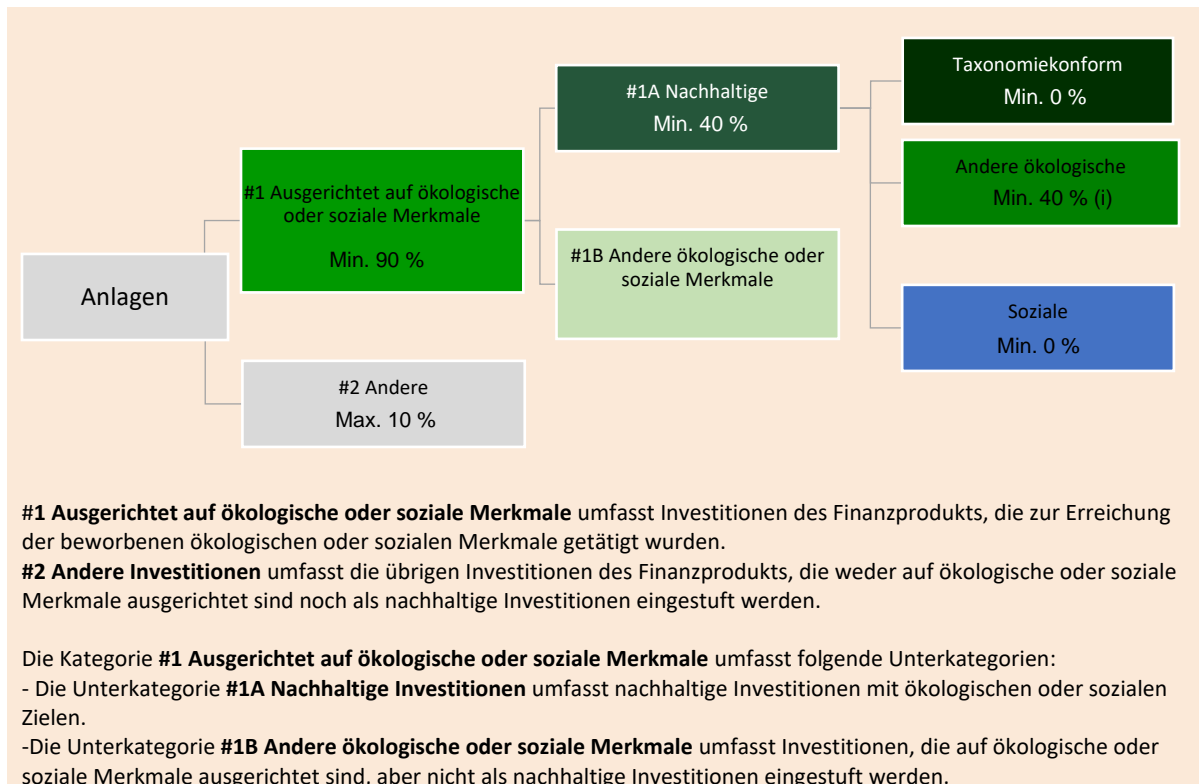 Anlagen
#1 Ausgerichtet auf ökologische
oder soziale Merkmale
Min. 90 %
#2 Andere
Max. 10 %
#1A Nachhaltige
Min. 40 %
#1B Andere ökologische oder
soziale Merkmale
Taxonomiekonform
Min. 0 %
Andere ökologische
Min. 40 % (i)
Soziale
Min. 0 %
#1 Ausgerichtet auf ökologische oder soziale Merkmale umfasst Investitionen des Finanzprodukts, die zur Erreichung
der beworbenen ökologischen oder sozialen Merkmale getätigt wurden.
#2 Andere Investitionen umfasst die übrigen Investitionen des Finanzprodukts, die weder auf ökologische oder soziale
Merkmale ausgerichtet sind noch als nachhaltige Investitionen eingestuft werden.
Die Kategorie #1 Ausgerichtet auf ökologische oder soziale Merkmale umfasst folgende Unterkategorien:
- Die Unterkategorie #1A Nachhaltige Investitionen umfasst nachhaltige Investitionen mit ökologischen oder sozialen
Zielen.
-Die Unterkategorie #1B Andere ökologische oder soziale Merkmale umfasst Investitionen, die auf ökologische oder
soziale Merkmale ausgerichtet sind, aber nicht als nachhaltige Investitionen eingestuft werden.